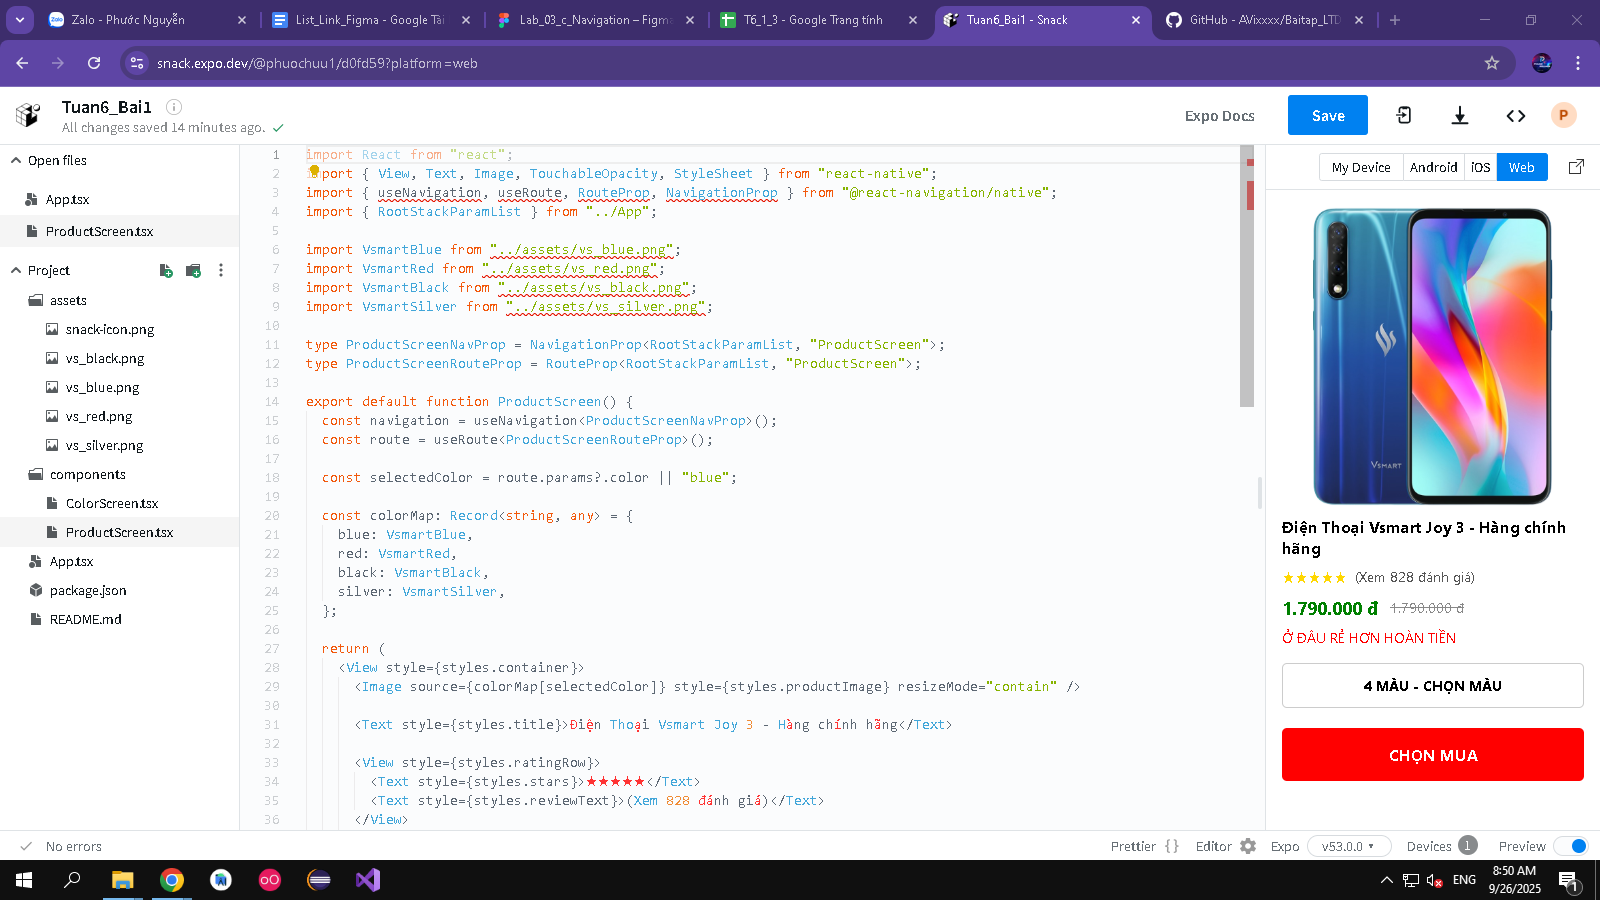 Zalo - Phước Nguyễn
List_Link_Figma - Google Tài
Lab_03_c_Navigation – Figma
T6_1_3 - Google Trang tính
Tuan6_Bai1 - Snack
GitHub - AVixxxx/Baitap_LTD
snack.expo.dev/@phuochuu1/d0fd59?platform=web
Tuan6_Bai1
All changes saved 14 minutes ago.
Expo Docs
Save
P
Open files
App.tsx
ProductScreen.tsx
Project
assets
snack-icon.png
vs_black.png
vs_blue.png
vs_red.png
vs_silver.png
components
ColorScreen.tsx
ProductScreen.tsx
App.tsx
package.json
README.md
1 import React from "react";
2 import { View, Text, Image, TouchableOpacity, StyleSheet } from "react-native";
3 import { useNavigation, useRoute, RouteProp, NavigationProp } from "@react-navigation/native";
4 import { RootStackParamList } from "../App";
5
6 import VsmartBlue from "../assets/vs_blue.png";
7 import VsmartRed from "../assets/vs_red.png";
8 import VsmartBlack from "../assets/vs_black.png";
9 import VsmartSilver from "../assets/vs_silver.png";
10
11 type ProductScreenNavProp = NavigationProp<RootStackParamList, "ProductScreen">;
12 type ProductScreenRouteProp = RouteProp<RootStackParamList, "ProductScreen">;
13
14 export default function ProductScreen() {
15 const navigation = useNavigation<ProductScreenNavProp>();
16 const route = useRoute<ProductScreenRouteProp>();
17
18 const selectedColor = route.params?.color || "blue";
19
20 const colorMap: Record<string, any> = {
21 blue: VsmartBlue,
22 red: VsmartRed,
23 black: VsmartBlack,
24 silver: VsmartSilver,
25 };
26
27 return (
28 <View style={styles.container}>
29 <Image source={colorMap[selectedColor]} style={styles.productImage} resizeMode="contain" />
30
31 <Text style={styles.title}>Điện Thoại Vsmart Joy 3 - Hàng chính hãng</Text>
32
33 <View style={styles.ratingRow}>
34 <Text style={styles.stars}>★★★★★</Text>
35 <Text style={styles.reviewText}>(Xem 828 đánh giá)</Text>
36 </View>
My Device
Android
iOS
Web
VSMART
Điện Thoại Vsmart Joy 3 - Hàng chính
hãng
★★★★★ (Xem 828 đánh giá)
1.790.000 đ 1.790.000 đ
Ở ĐÂU RẺ HƠN HOÀN TIỀN
4 MÀU - CHỌN MÀU
CHỌN MUA
No errors
Prettier { }
Editor
Expo
v53.0.0
Devices 1
Preview
ENG
8:50 AM
9/26/2025
1